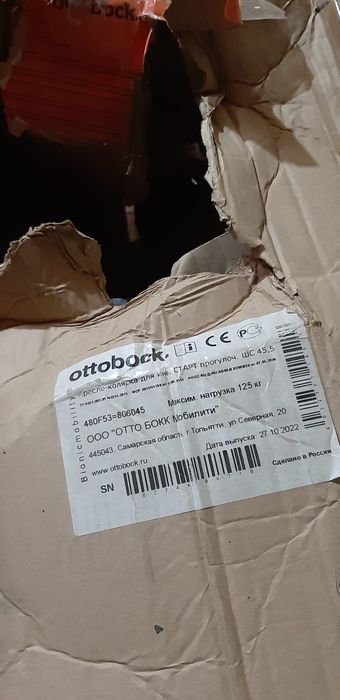 bock.
ottobock.
кресло-коляска для инв. СТАРТ прогулоч. ШС 45,5
480F53=806045 Максим. нагрузка 125 кг
ООО "ОТТО БОКК Мобилити"
445043, Самарская область, г.Тольятти, ул Северная, 20
www.ottobock.ru Дата выпуска 27 10 2022
SN
Сделано в России
Bionicmobility